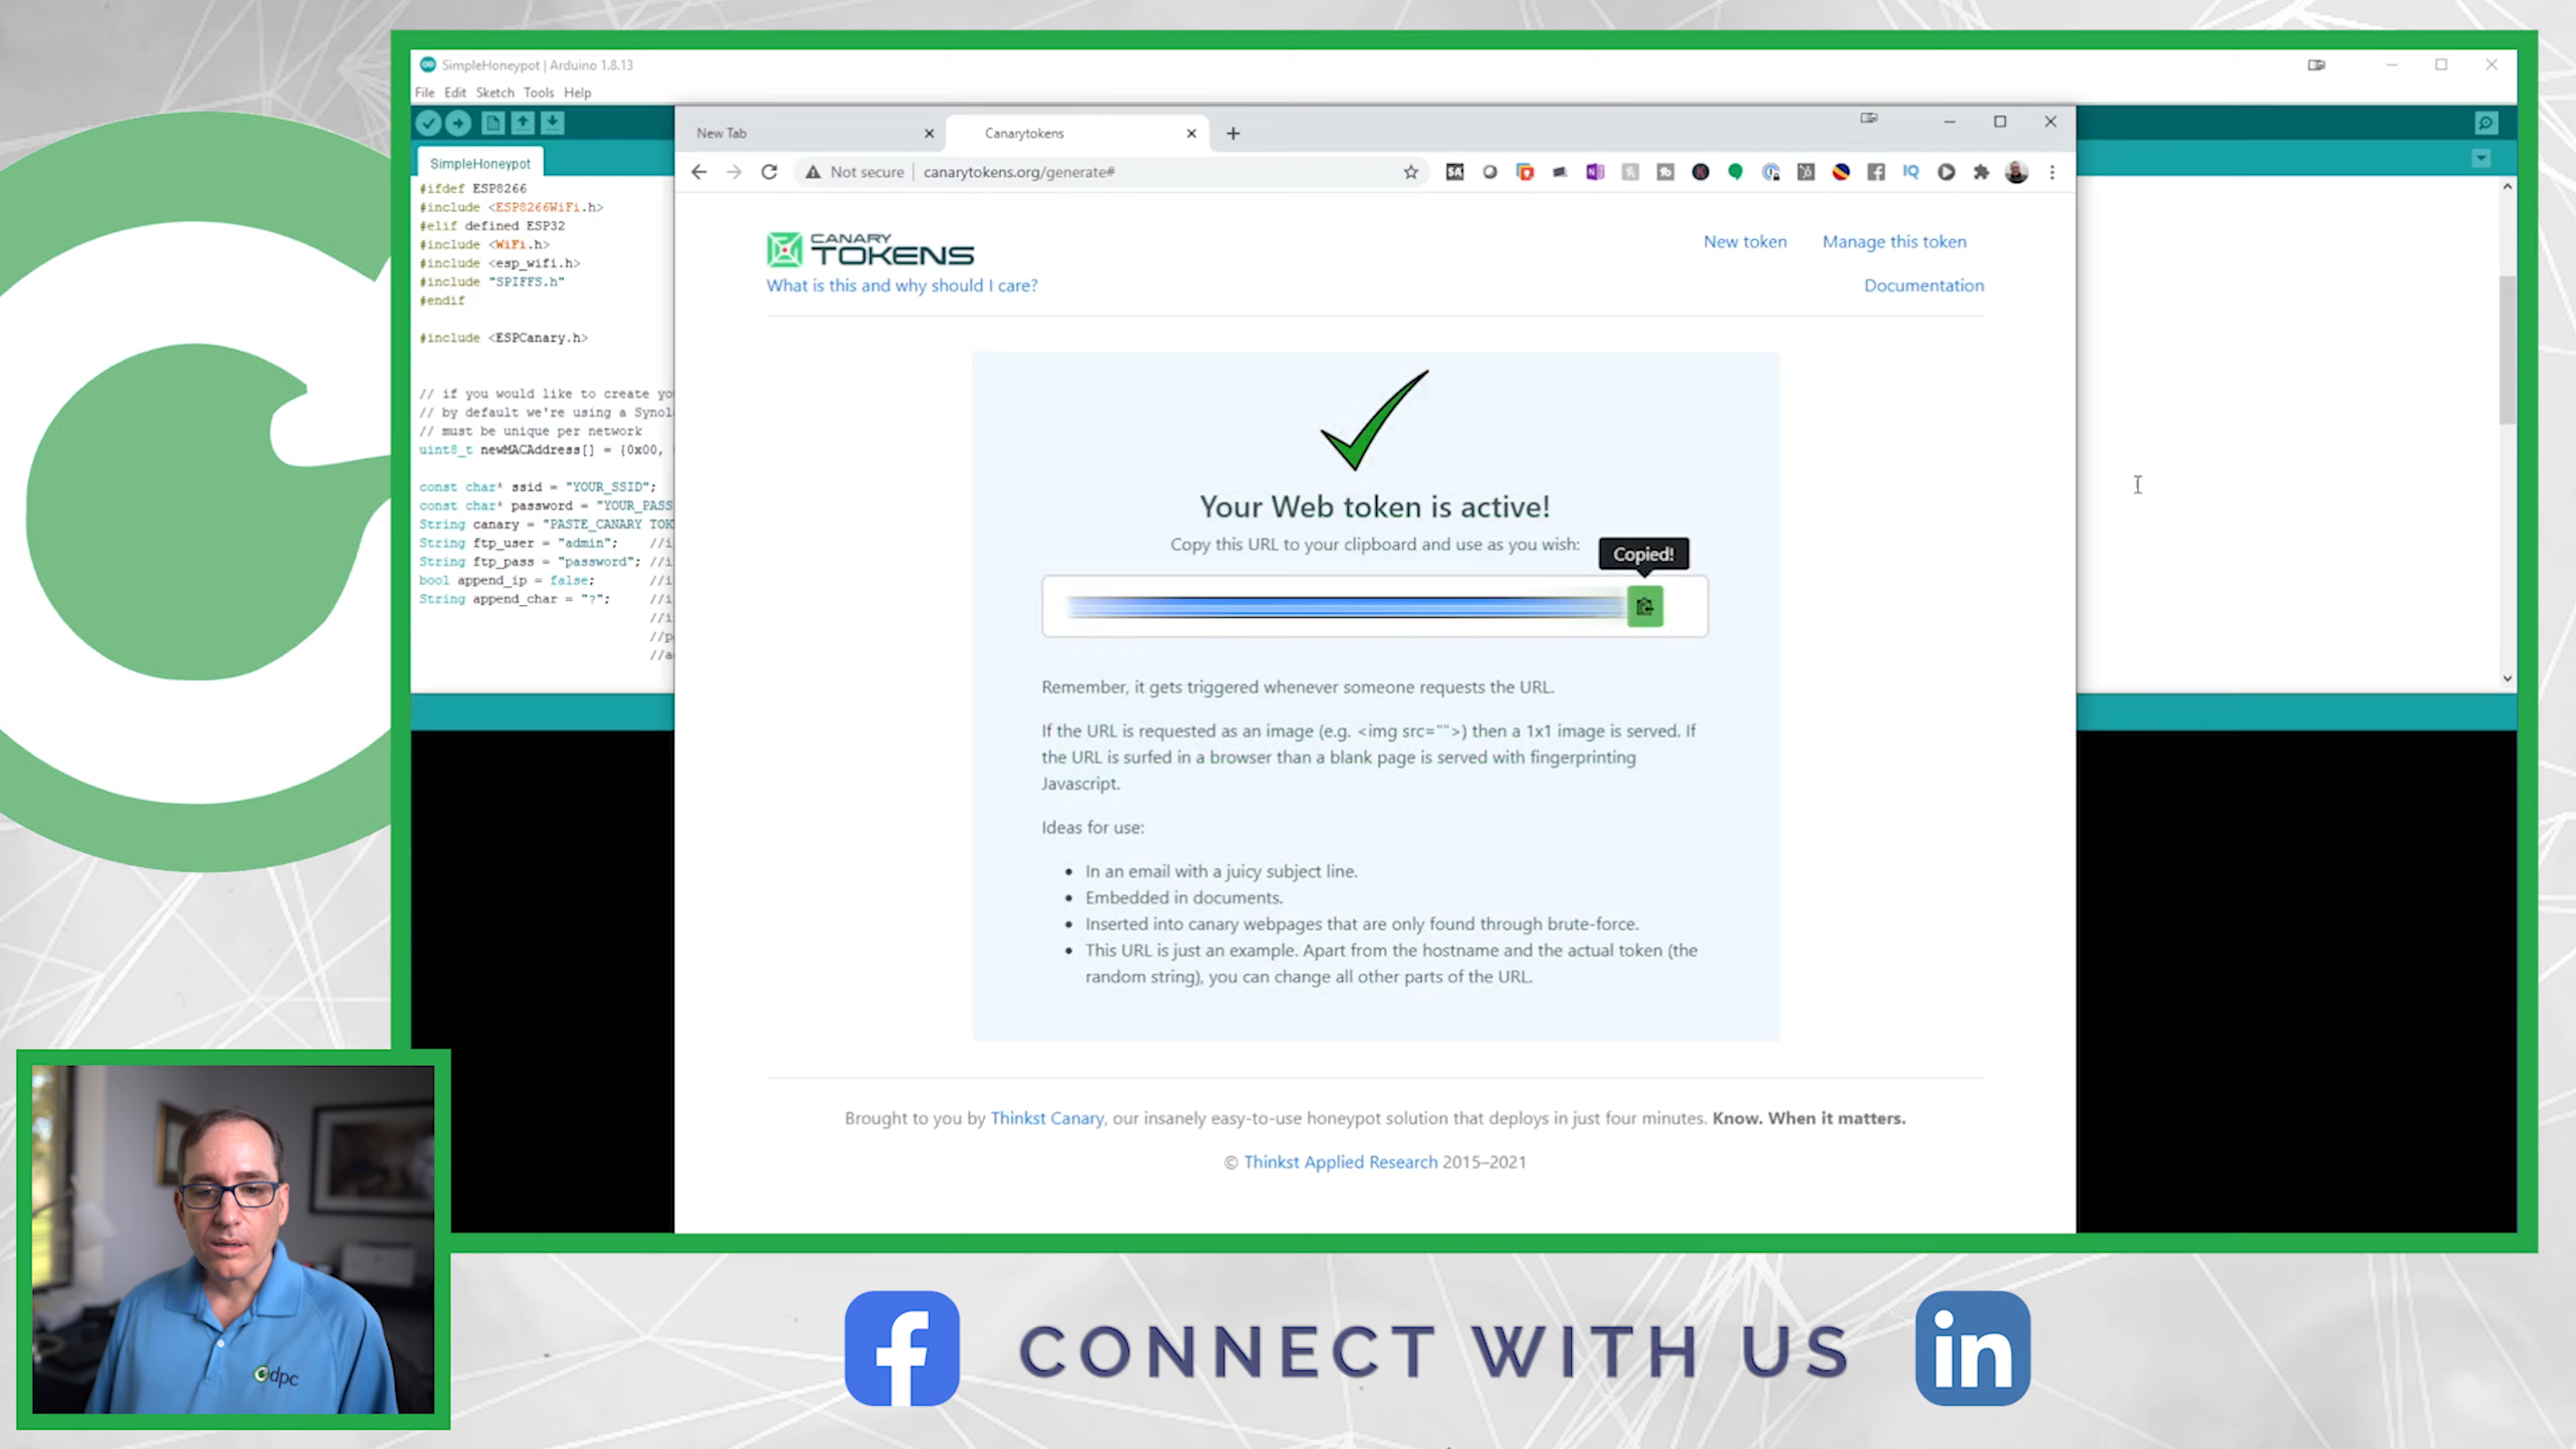 SimpleHoneypot | Arduino 1.8.13
File Edit Sketch Tools Help
SimpleHoneypot
#ifdef ESP8266
#include <ESP8266WiFi.h>
#elif defined ESP32
#include <WiFi.h>
#include <esp_wifi.h>
#include "SPIFFS.h"
#endif
#include <ESPCanary.h>
// if you would like to create yo
// by default we're using a Synol
// must be unique per network
uint8_t newMACAddress[] = {0x00,
const char* ssid = "YOUR_SSID";
const char* password = "YOUR_PASS
String canary = "PASTE_CANARY TOK
String ftp_user = "admin"; //i
String ftp_pass = "password"; //i
bool append_ip = false; //i
String append_char = "?"; //i
//i
//p
//a
New Tab
Canarytokens
Not secure | canarytokens.org/generate#
CANARY
TOKENS
New token Manage this token
What is this and why should I care?
Documentation
Your Web token is active!
Copy this URL to your clipboard and use as you wish:
Copied!
Remember, it gets triggered whenever someone requests the URL.
If the URL is requested as an image (e.g. <img src="">) then a 1x1 image is served. If
the URL is surfed in a browser than a blank page is served with fingerprinting
Javascript.
Ideas for use:
• In an email with a juicy subject line.
• Embedded in documents.
• Inserted into canary webpages that are only found through brute-force.
• This URL is just an example. Apart from the hostname and the actual token (the
random string), you can change all other parts of the URL.
Brought to you by Thinkst Canary, our insanely easy-to-use honeypot solution that deploys in just four minutes. Know. When it matters.
© Thinkst Applied Research 2015–2021
dpc
CONNECT WITH US
in